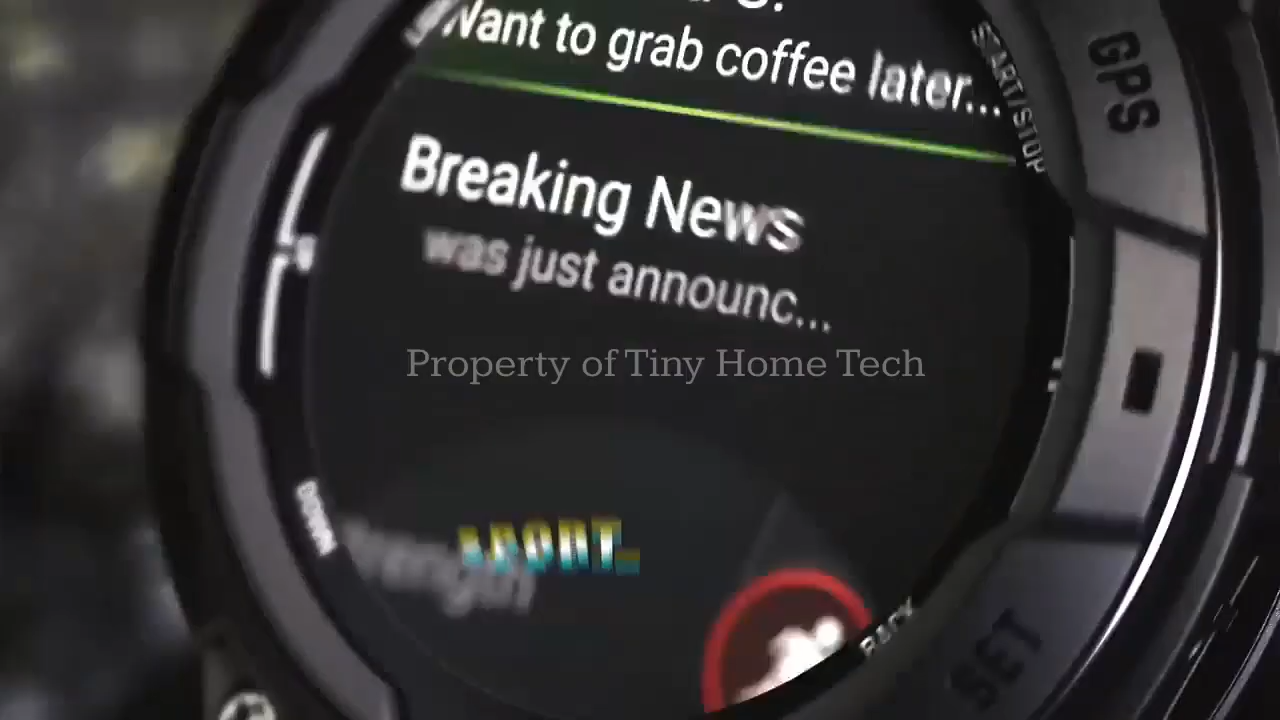 Want to grab coffee later...
START/STOP
GPS
Breaking News
was just announc...
Property of Tiny Home Tech
DOWN
BACK
SET